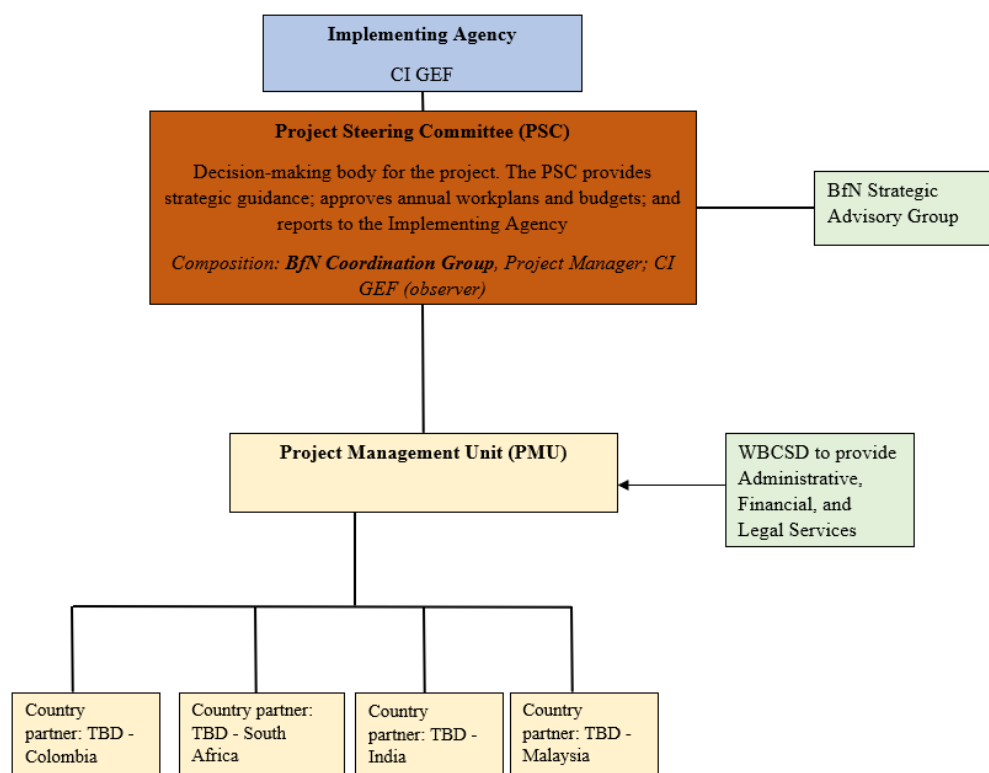 Implementing Agency
CI GEF
Project Steering Committee (PSC)
Decision-making body for the project. The PSC provides
strategic guidance; approves annual workplans and budgets; and
reports to the Implementing Agency
Composition: BfN Coordination Group, Project Manager; CI
GEF (observer)
BfN Strategic
Advisory Group
Project Management Unit (PMU)
WBCSD to provide
Administrative,
Financial, and
Legal Services
Country
partner: TBD -
Colombia
Country partner:
TBD - South
Africa
Country
partner: TBD -
India
Country
partner: TBD -
Malaysia